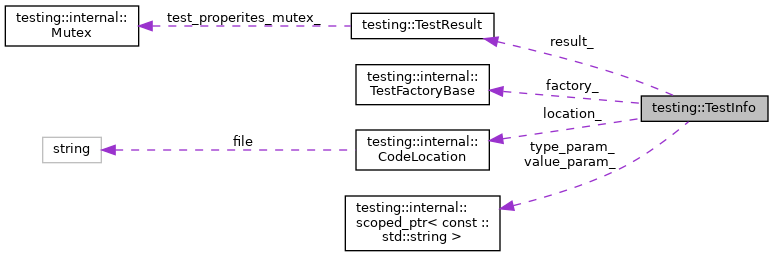 testing::internal::
Mutex
test_properites_mutex_
testing::TestResult
result_
testing::internal::
TestFactoryBase
factory_
testing::TestInfo
location_
string
file
testing::internal::
CodeLocation
type_param_
value_param_
testing::internal::
scoped_ptr< const ::
std::string >